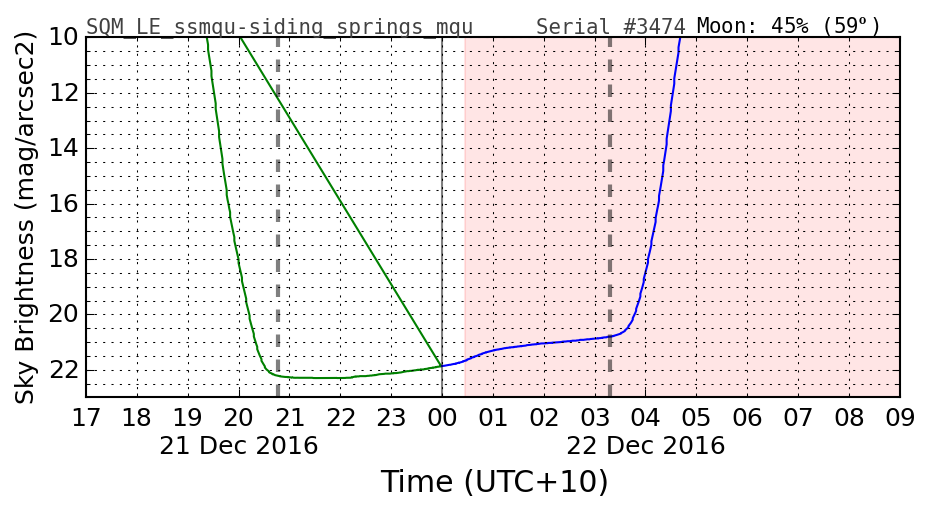 SQM_LE_ssmqu-siding_springs_mqu Serial #3474 Moon: 45% (59°)
Sky Brightness (mag/arcsec2)
10
12
14
16
18
20
22
17 18 19 20 21 22 23 00 01 02 03 04 05 06 07 08 09
21 Dec 2016 22 Dec 2016
Time (UTC+10)